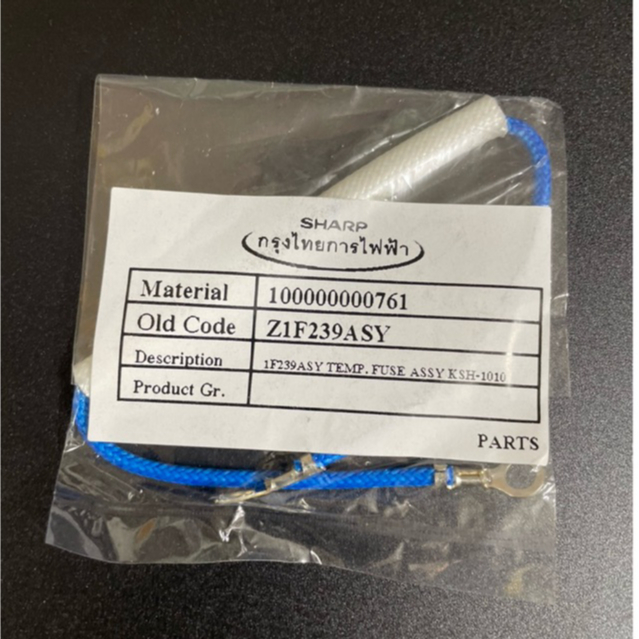 SHARP
กรุงไทยการไฟฟ้า
Material 100000000761
Old Code Z1F239ASY
Description 1F239ASY TEMP. FUSE ASSY KSH-1010
Product Gr.
PARTS